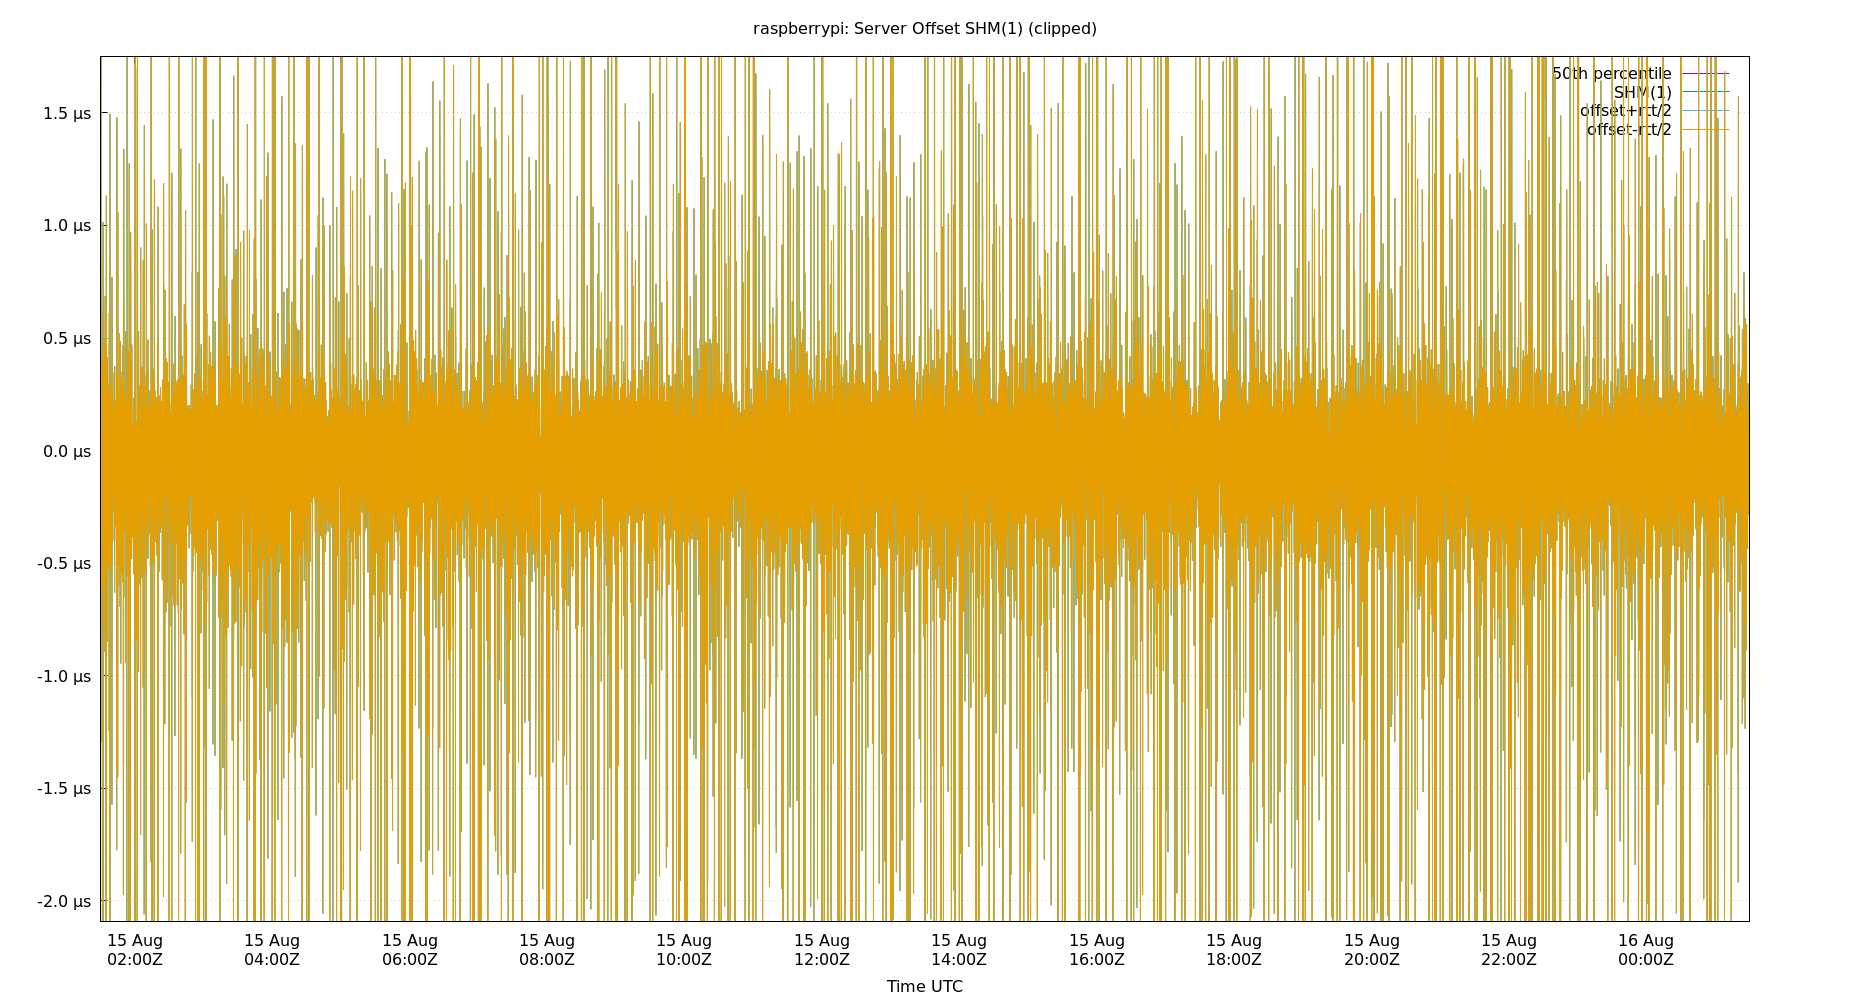 raspberrypi: Server Offset SHM(1) (clipped)
50th percentile
SHM(1)
offset+rtt/2
offset-rtt/2
1.5 µs
1.0 µs
0.5 µs
0.0 µs
-0.5 µs
-1.0 µs
-1.5 µs
-2.0 µs
15 Aug 15 Aug 15 Aug 15 Aug 15 Aug 15 Aug 15 Aug 15 Aug 15 Aug 15 Aug 15 Aug 16 Aug
02:00Z 04:00Z 06:00Z 08:00Z 10:00Z 12:00Z 14:00Z 16:00Z 18:00Z 20:00Z 22:00Z 00:00Z
Time UTC